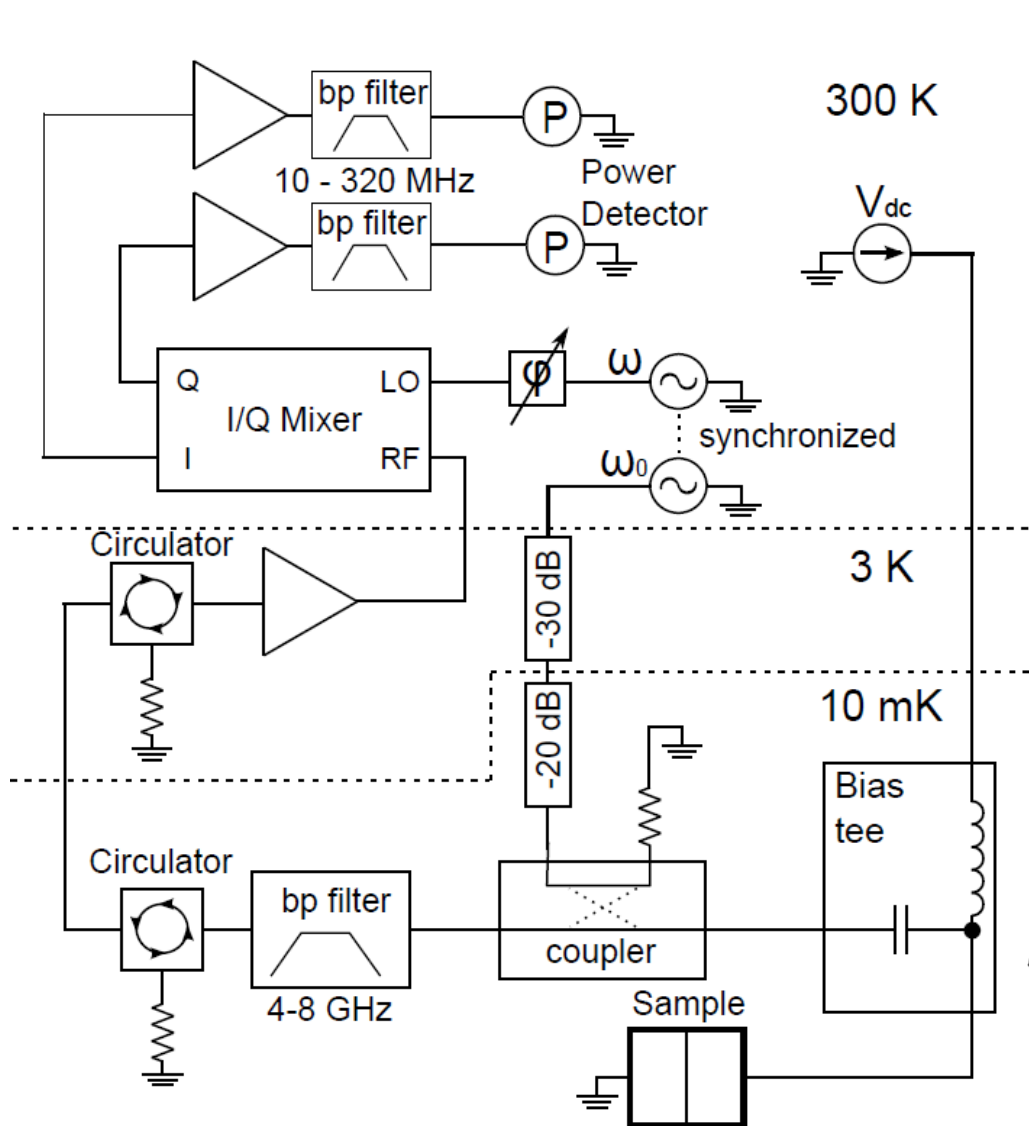 bp filter
10 - 320 MHz
P
Power
Detector
300 K
bp filter
P
Vdc
Q
LO
I/Q Mixer
I
RF
φ
ω
synchronized
ω0
Circulator
-30 dB
3 K
-20 dB
10 mK
Bias
tee
Circulator
bp filter
4-8 GHz
coupler
Sample